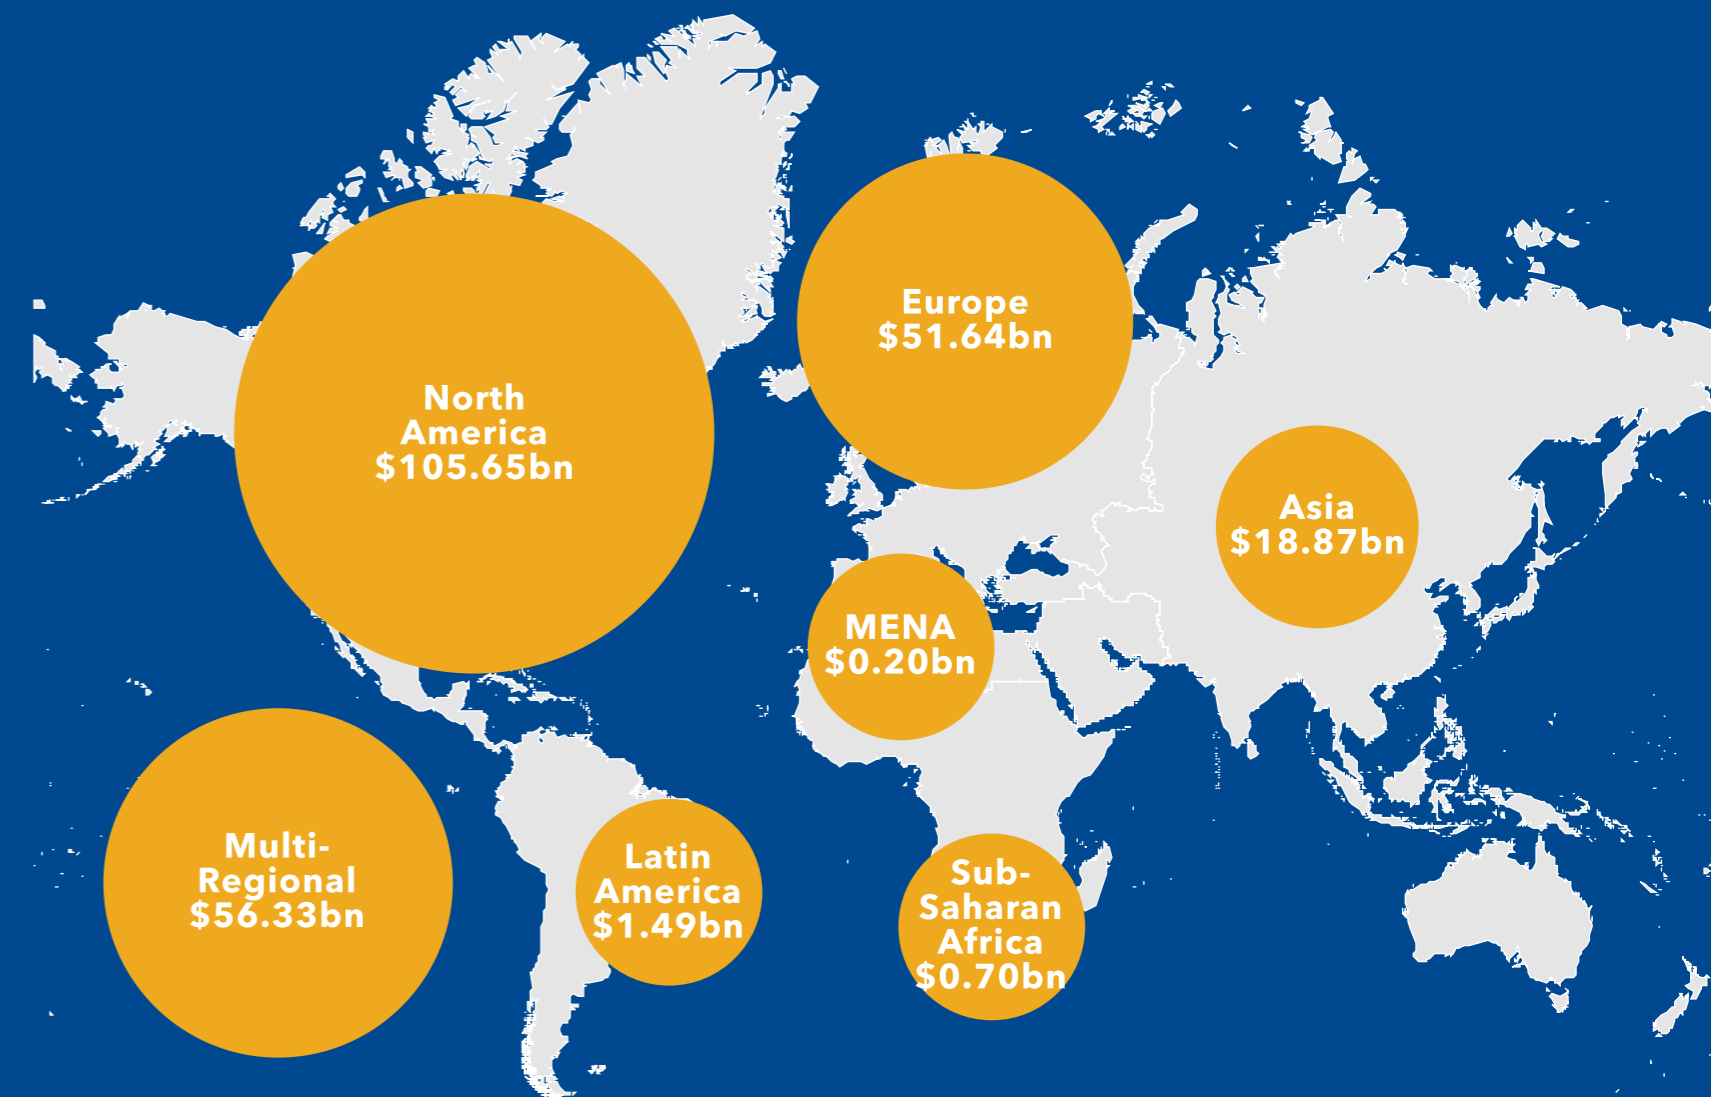 Europe
$51.64bn
North
America
$105.65bn
Asia
$18.87bn
MENA
$0.20bn
Multi-
Regional
$56.33bn
Latin
America
$1.49bn
Sub-
Saharan
Africa
$0.70bn